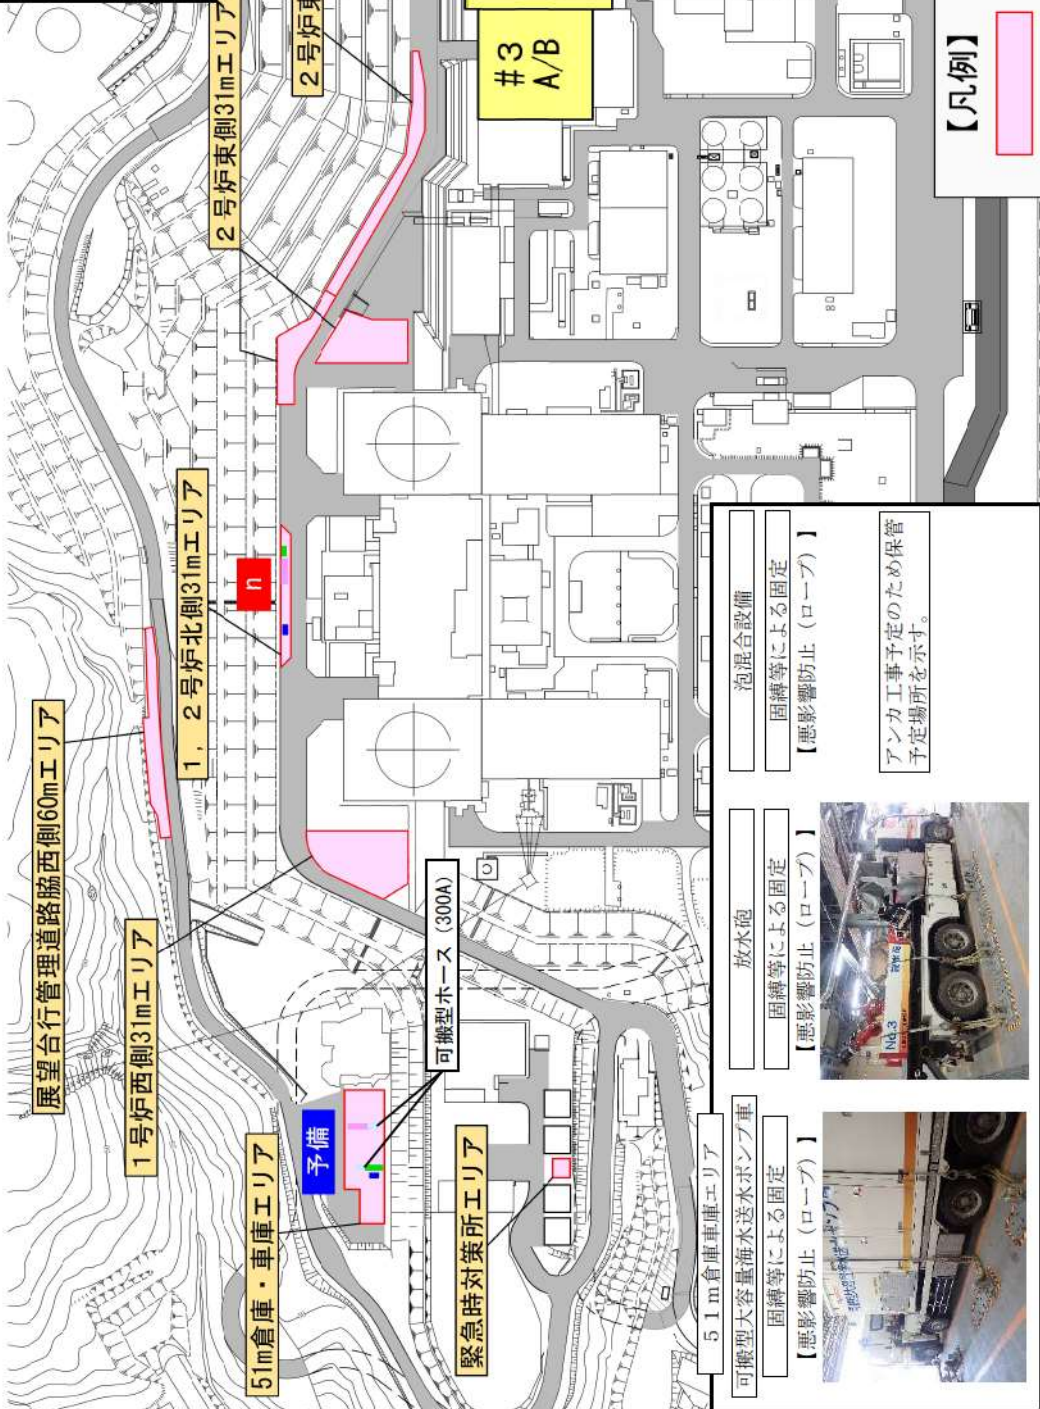 展望台行管理道路脇西側60mエリア
1号炉西側31mエリア
51m倉庫・車庫エリア
予備
緊急時対策所エリア
可搬型ホース（300A）
1，2号炉北側31mエリア
n
2号炉東側31mエリア
2号炉東
#3
A/B
【凡例】
51m倉庫車庫エリア
可搬型大容量海水送水ポンプ車
固縛等による固定
【悪影響防止（ロープ）】
放水砲
固縛等による固定
【悪影響防止（ロープ）】
No.3
泡混合設備
固縛等による固定
【悪影響防止（ロープ）】
アンカ工事予定のため保管
予定場所を示す。